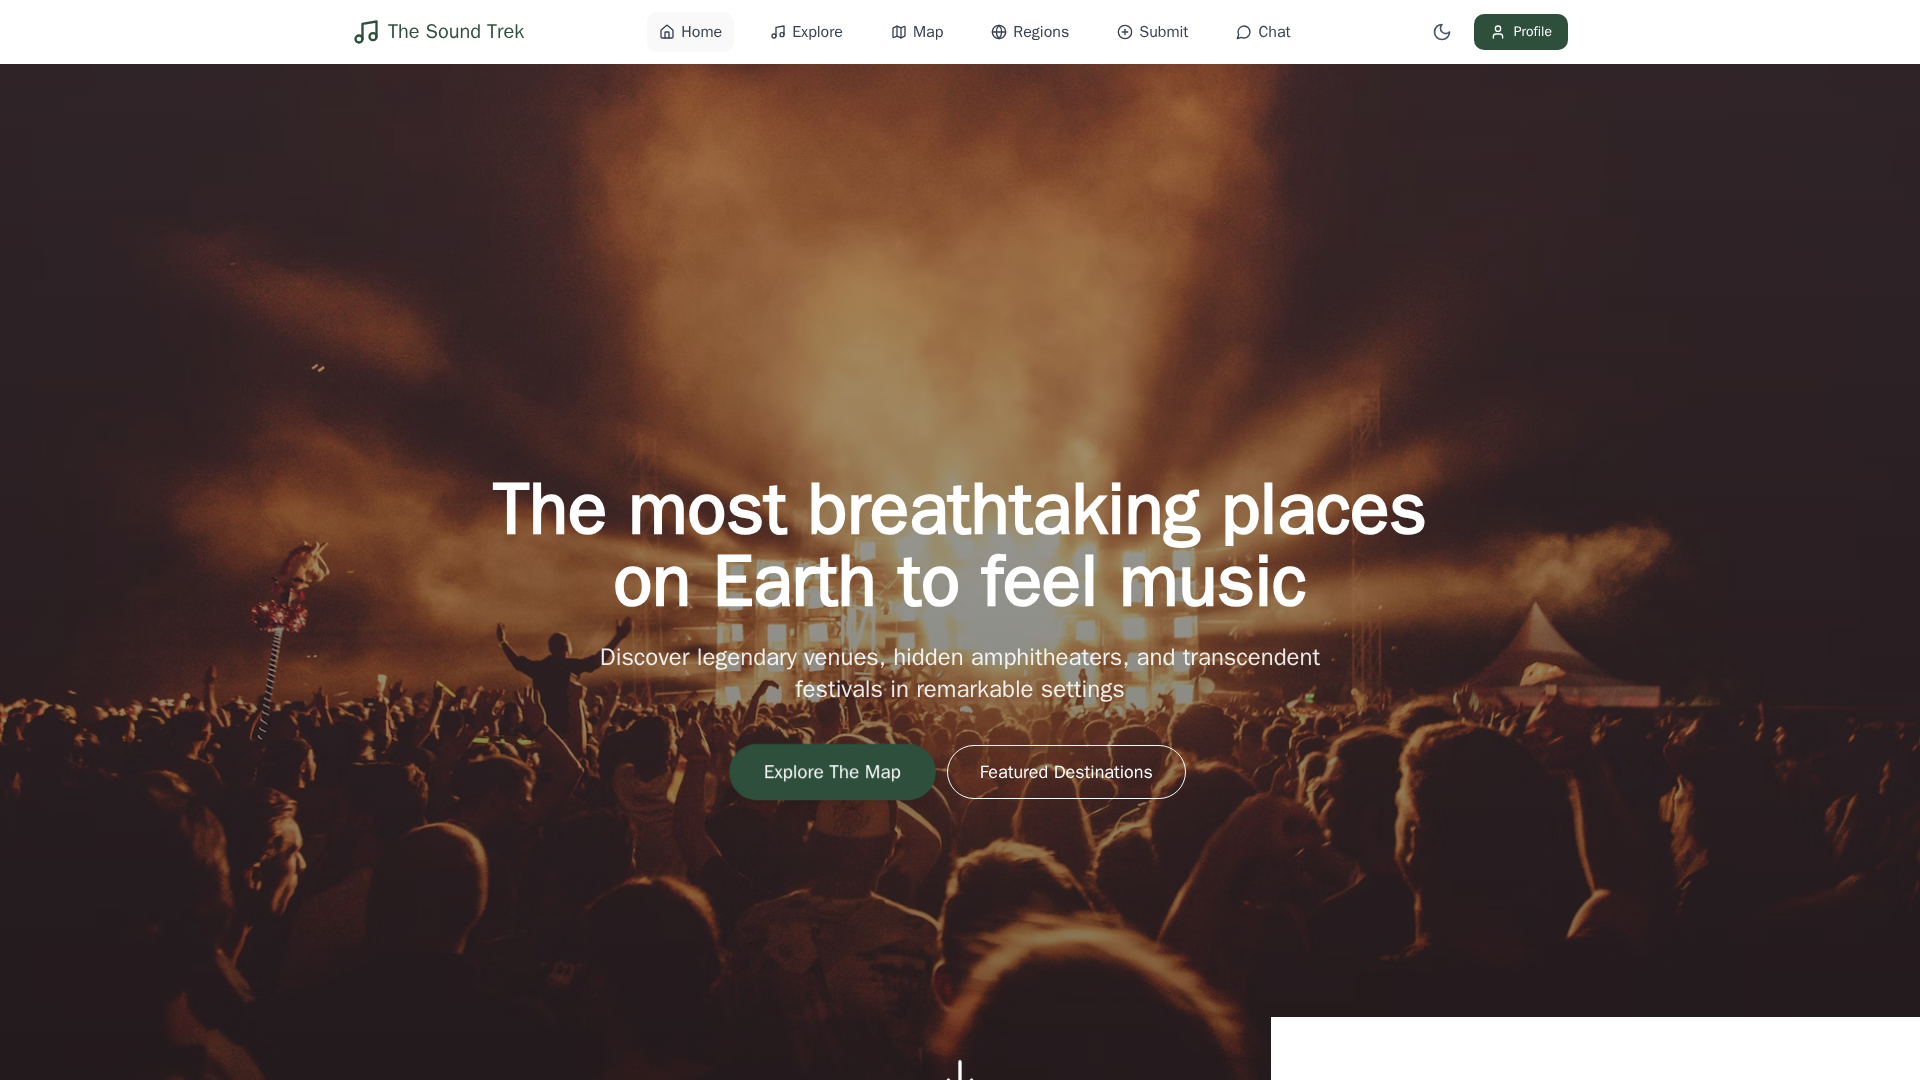 The Sound Trek
Home
Explore
Map
Regions
Submit
Chat
Profile
The most breathtaking places
on Earth to feel music
Discover legendary venues, hidden amphitheaters, and transcendent
festivals in remarkable settings
Explore The Map
Featured Destinations